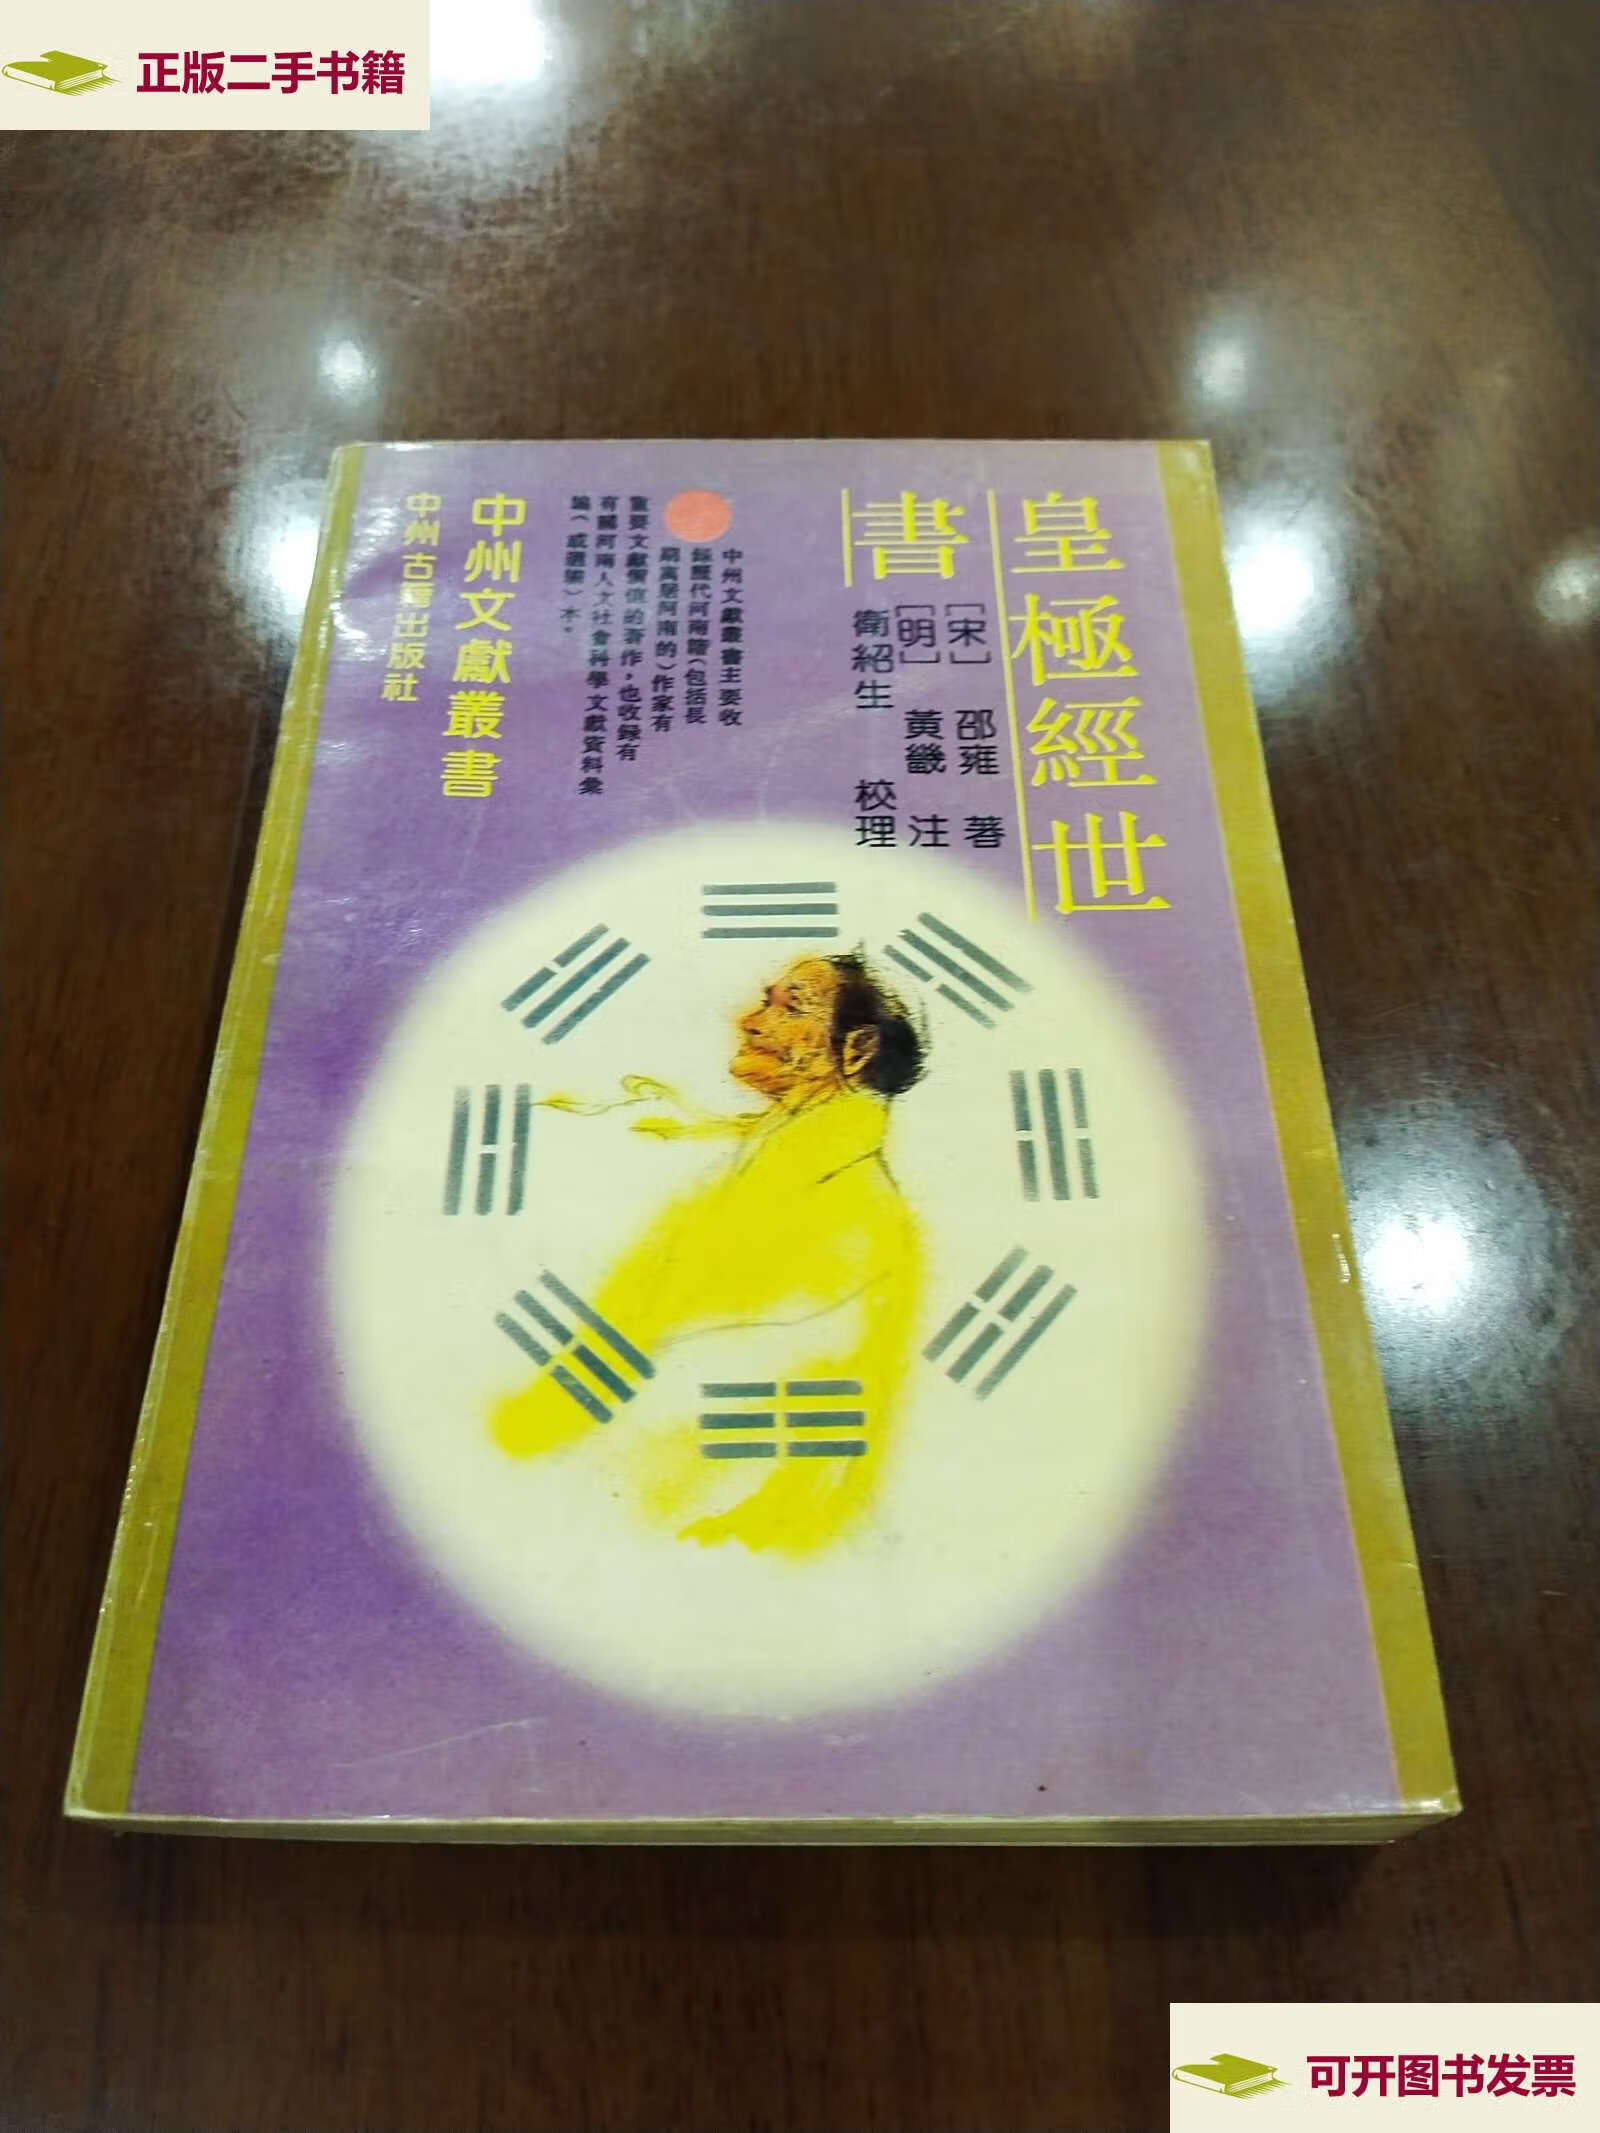 正版二手书籍
皇極經世
書
［宋］ 邵雍 著
［明］ 黃畿 注
衛紹生 校理
中州文獻叢書主要收
錄歷代河南籍（包括長
期寓居河南的）作家有
重要文獻價值的著作，也收録有
有關河南人文社會科學文獻資料彙
編（或選編）本。
中州文獻叢書
中州古籍出版社
可开图书发票